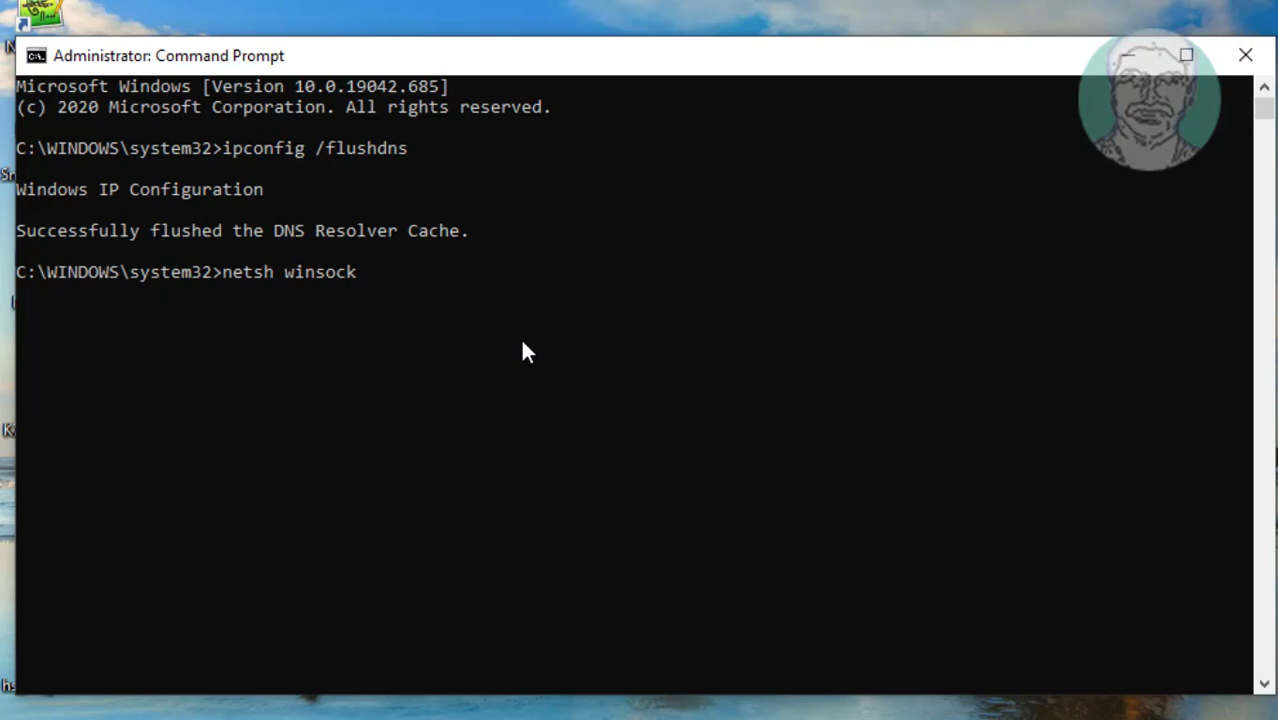 Administrator: Command Prompt
Microsoft Windows [Version 10.0.19042.685]
(c) 2020 Microsoft Corporation. All rights reserved.
C:\WINDOWS\system32>ipconfig /flushdns
Windows IP Configuration
Successfully flushed the DNS Resolver Cache.
C:\WINDOWS\system32>netsh winsock